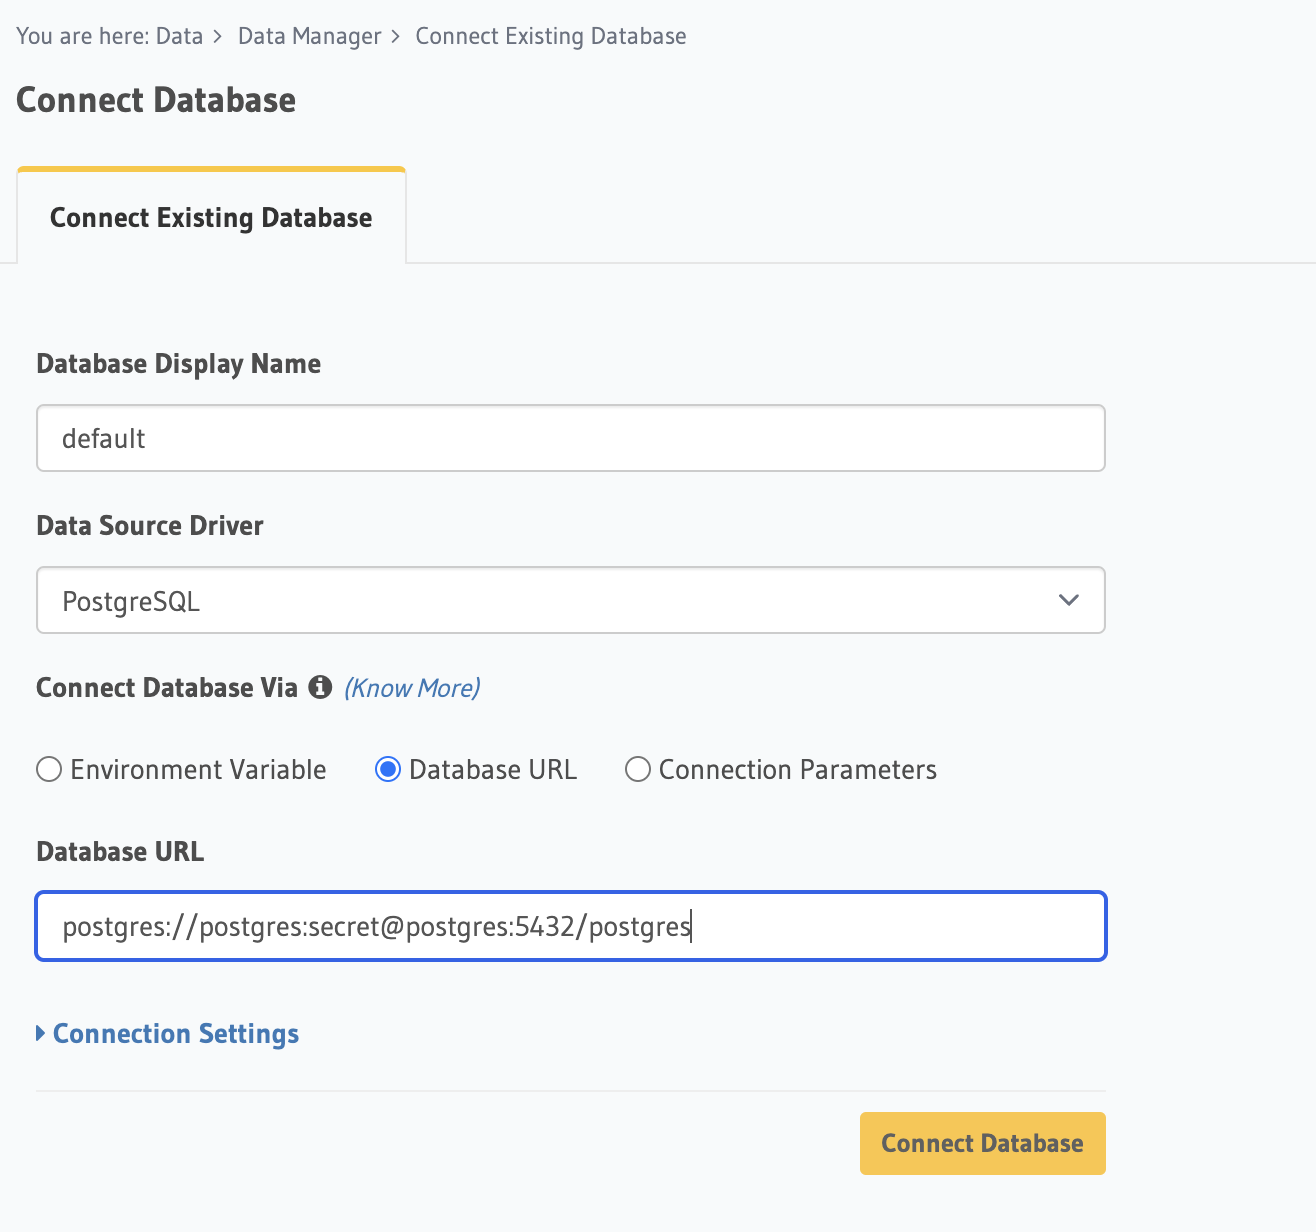 You are here: Data > Data Manager > Connect Existing Database
Connect Database
Connect Existing Database
Database Display Name
default
Data Source Driver
PostgreSQL
Connect Database Via (Know More)
Environment Variable Database URL Connection Parameters
Database URL
postgres://postgres:secret@postgres:5432/postgres
Connection Settings
Connect Database